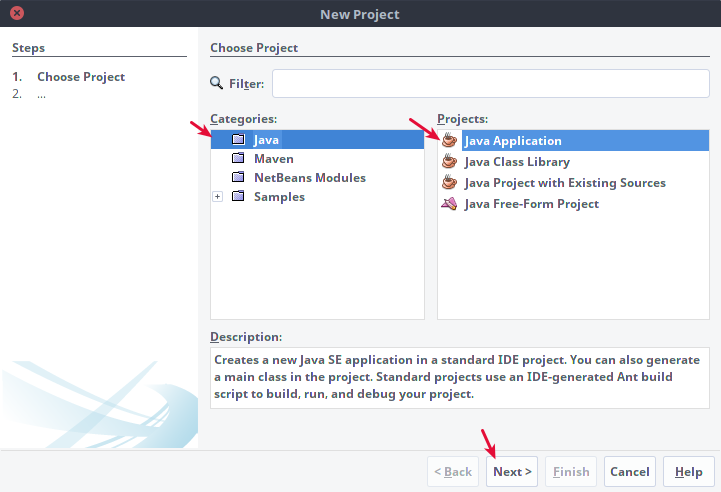 New Project
Steps
1. Choose Project
2. ...
Choose Project
Filter:
Categories:
Java
Maven
NetBeans Modules
Samples
Projects:
Java Application
Java Class Library
Java Project with Existing Sources
Java Free-Form Project
Description:
Creates a new Java SE application in a standard IDE project. You can also generate
a main class in the project. Standard projects use an IDE-generated Ant build
script to build, run, and debug your project.
< Back Next > Finish Cancel Help